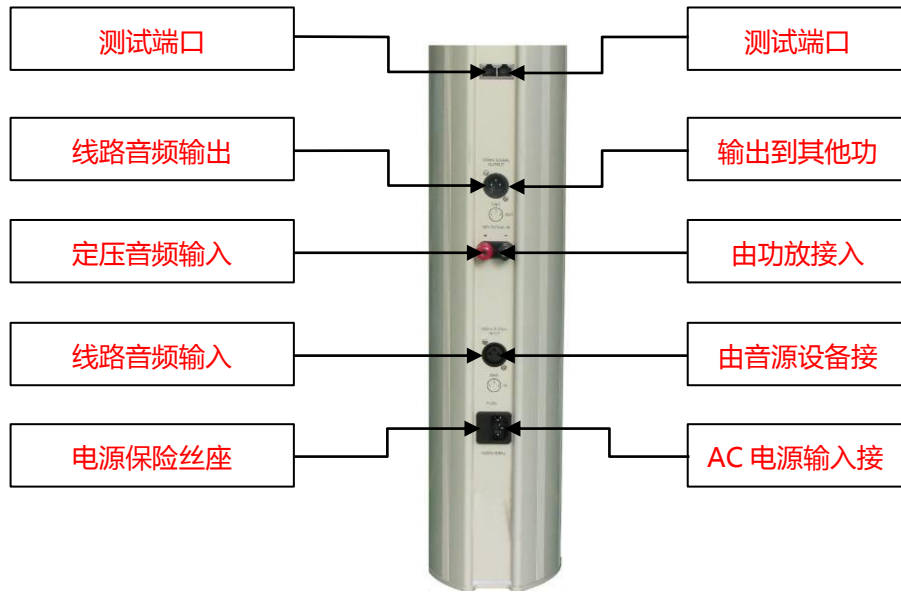 测试端口
测试端口
线路音频输出
输出到其他功
OUTPUT
定压音频输入
由功放接入
线路音频输入
由音源设备接
电源保险丝座
AC 电源输入接